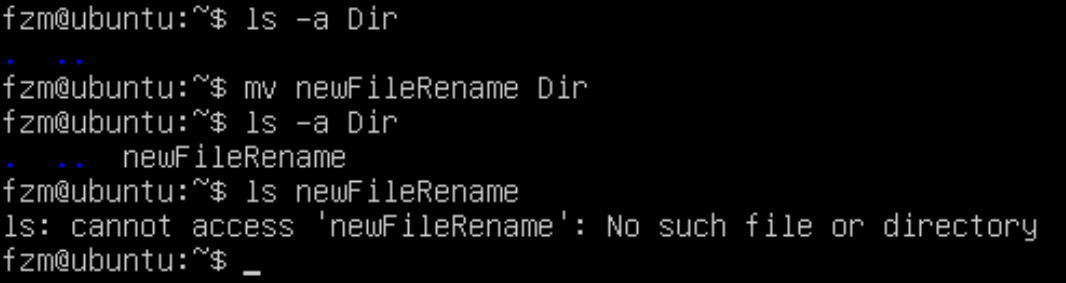 fzm@ubuntu:~$ ls -a Dir
. ..
fzm@ubuntu:~$ mv newFileRename Dir
fzm@ubuntu:~$ ls -a Dir
. .. newFileRename
fzm@ubuntu:~$ ls newFileRename
ls: cannot access 'newFileRename': No such file or directory
fzm@ubuntu:~$ _